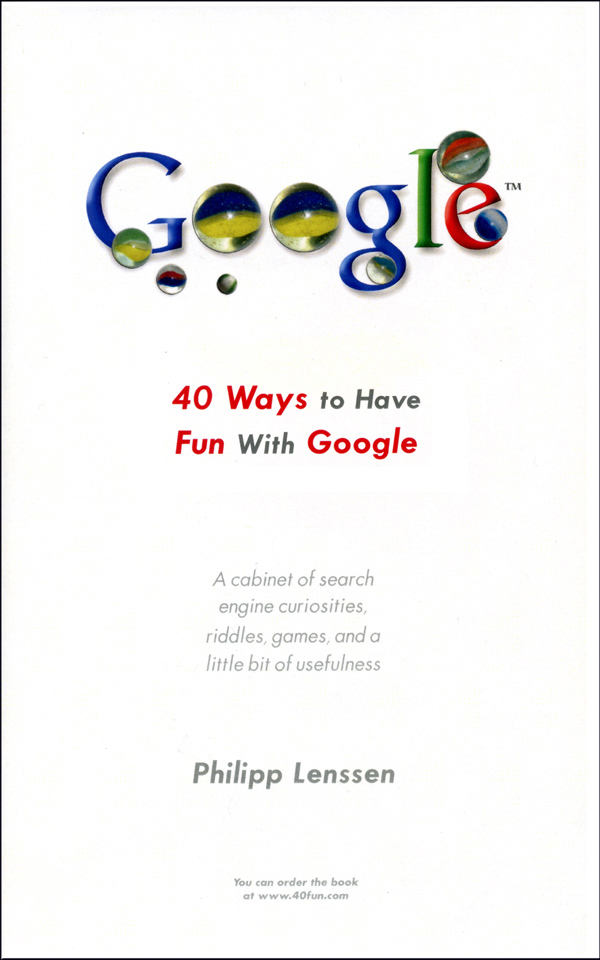 Google™
40 Ways to Have
Fun With Google
A cabinet of search
engine curiosities,
riddles, games, and a
little bit of usefulness
Philipp Lenssen
You can order the book
at www.40fun.com